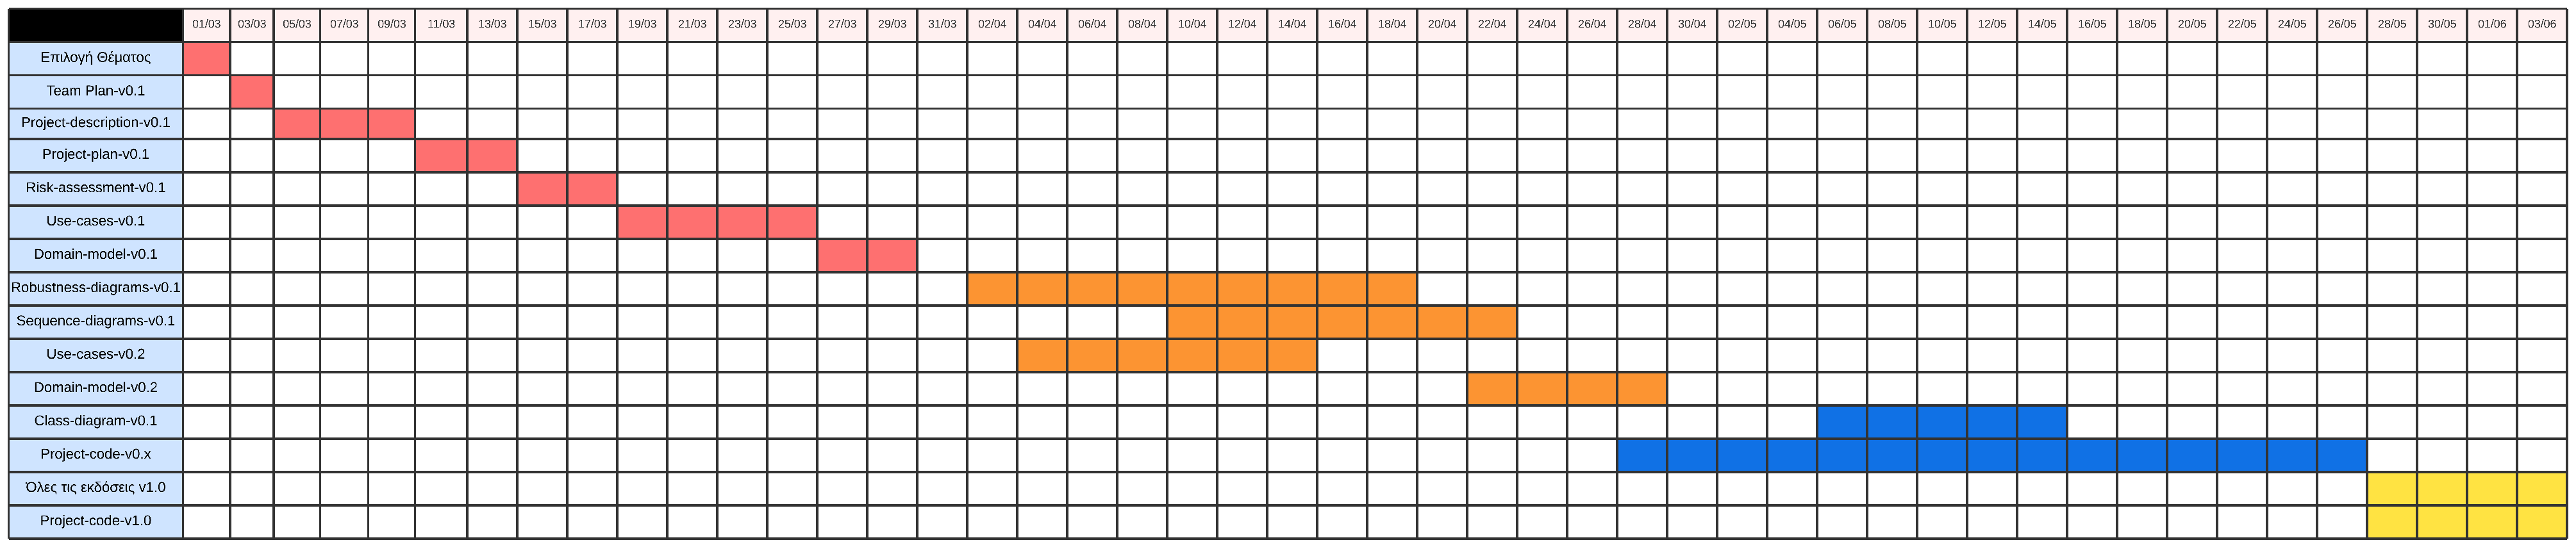 01/03 03/03 05/03 07/03 09/03 11/03 13/03 15/03 17/03 19/03 21/03 23/03 25/03 27/03 29/03 31/03 02/04 04/04 06/04 08/04 10/04 12/04 14/04 16/04 18/04 20/04 22/04 24/04 26/04 28/04 30/04 02/05 04/05 06/05 08/05 10/05 12/05 14/05 16/05 18/05 20/05 22/05 24/05 26/05 28/05 30/05 01/06 03/06
Επιλογή Θέματος
Team Plan-v0.1
Project-description-v0.1
Project-plan-v0.1
Risk-assessment-v0.1
Use-cases-v0.1
Domain-model-v0.1
Robustness-diagrams-v0.1
Sequence-diagrams-v0.1
Use-cases-v0.2
Domain-model-v0.2
Class-diagram-v0.1
Project-code-v0.x
Όλες τις εκδόσεις v1.0
Project-code-v1.0